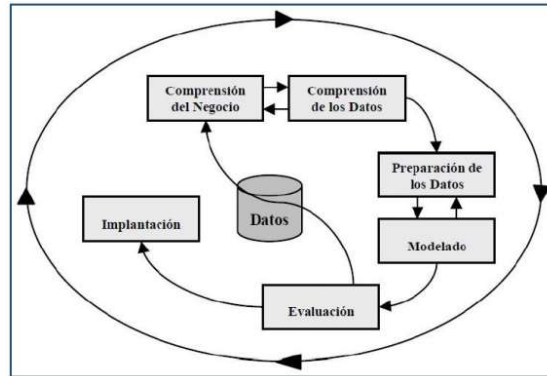 Comprensión
del Negocio
Comprensión
de los Datos
Preparación de
los Datos
Datos
Implantación
Modelado
Evaluación